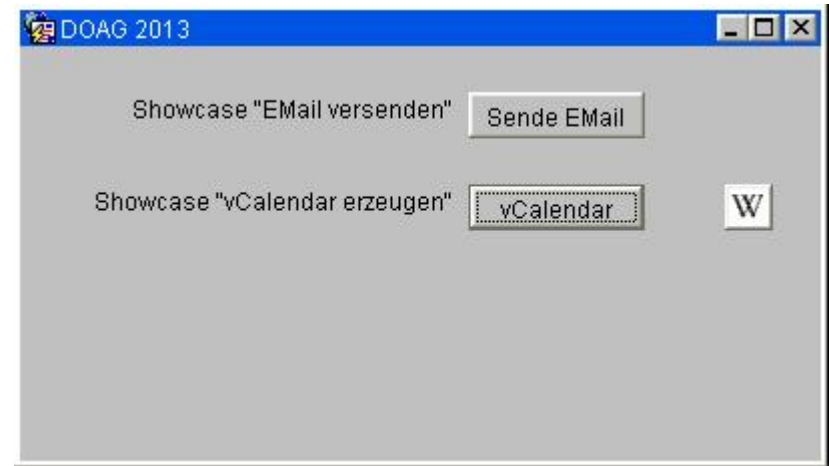 DOAG 2013
Showcase "EMail versenden" Sende EMail
Showcase "vCalendar erzeugen" vCalendar W